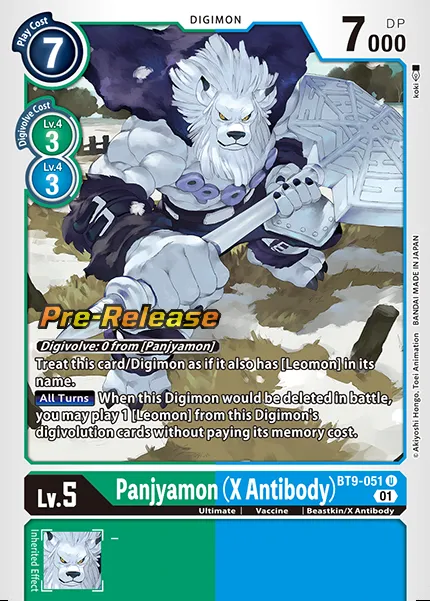 DIGIMON
Play Cost
7
7000 DP
Digivolve Cost
Lv.4
3
Lv.4
3
koki
Pre-Release
Digivolve: 0 from [Panjyamon]
Treat this card/Digimon as if it also has [Leomon] in its
name.
All Turns When this Digimon would be deleted in battle,
you may play 1 [Leomon] from this Digimon's
digivolution cards without paying its memory cost.
© Akiyoshi Hongo, Toei Animation BANDAI MADE IN JAPAN
Lv.5
Panjyamon (X Antibody)
BT9-051 U
01
Ultimate | Vaccine | Beastkin/X Antibody
Inherited Effect
–